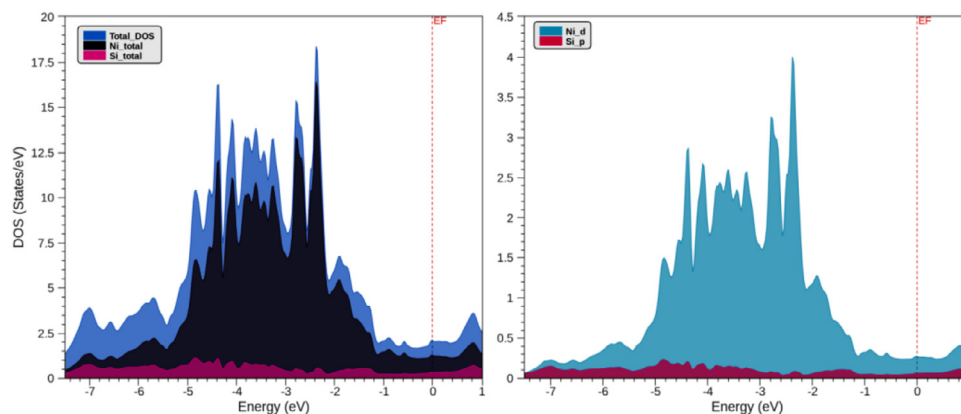 20
17.5
15
12.5
10
7.5
5
2.5
0
DOS (States/eV)
Total_DOS
Ni_total
Si_total
EF
-7 -6 -5 -4 -3 -2 -1 0 1
Energy (eV)
4.5
4
3.5
3
2.5
2
1.5
1
0.5
0
Ni_d
Si_p
EF
-7 -6 -5 -4 -3 -2 -1 0
Energy (eV)